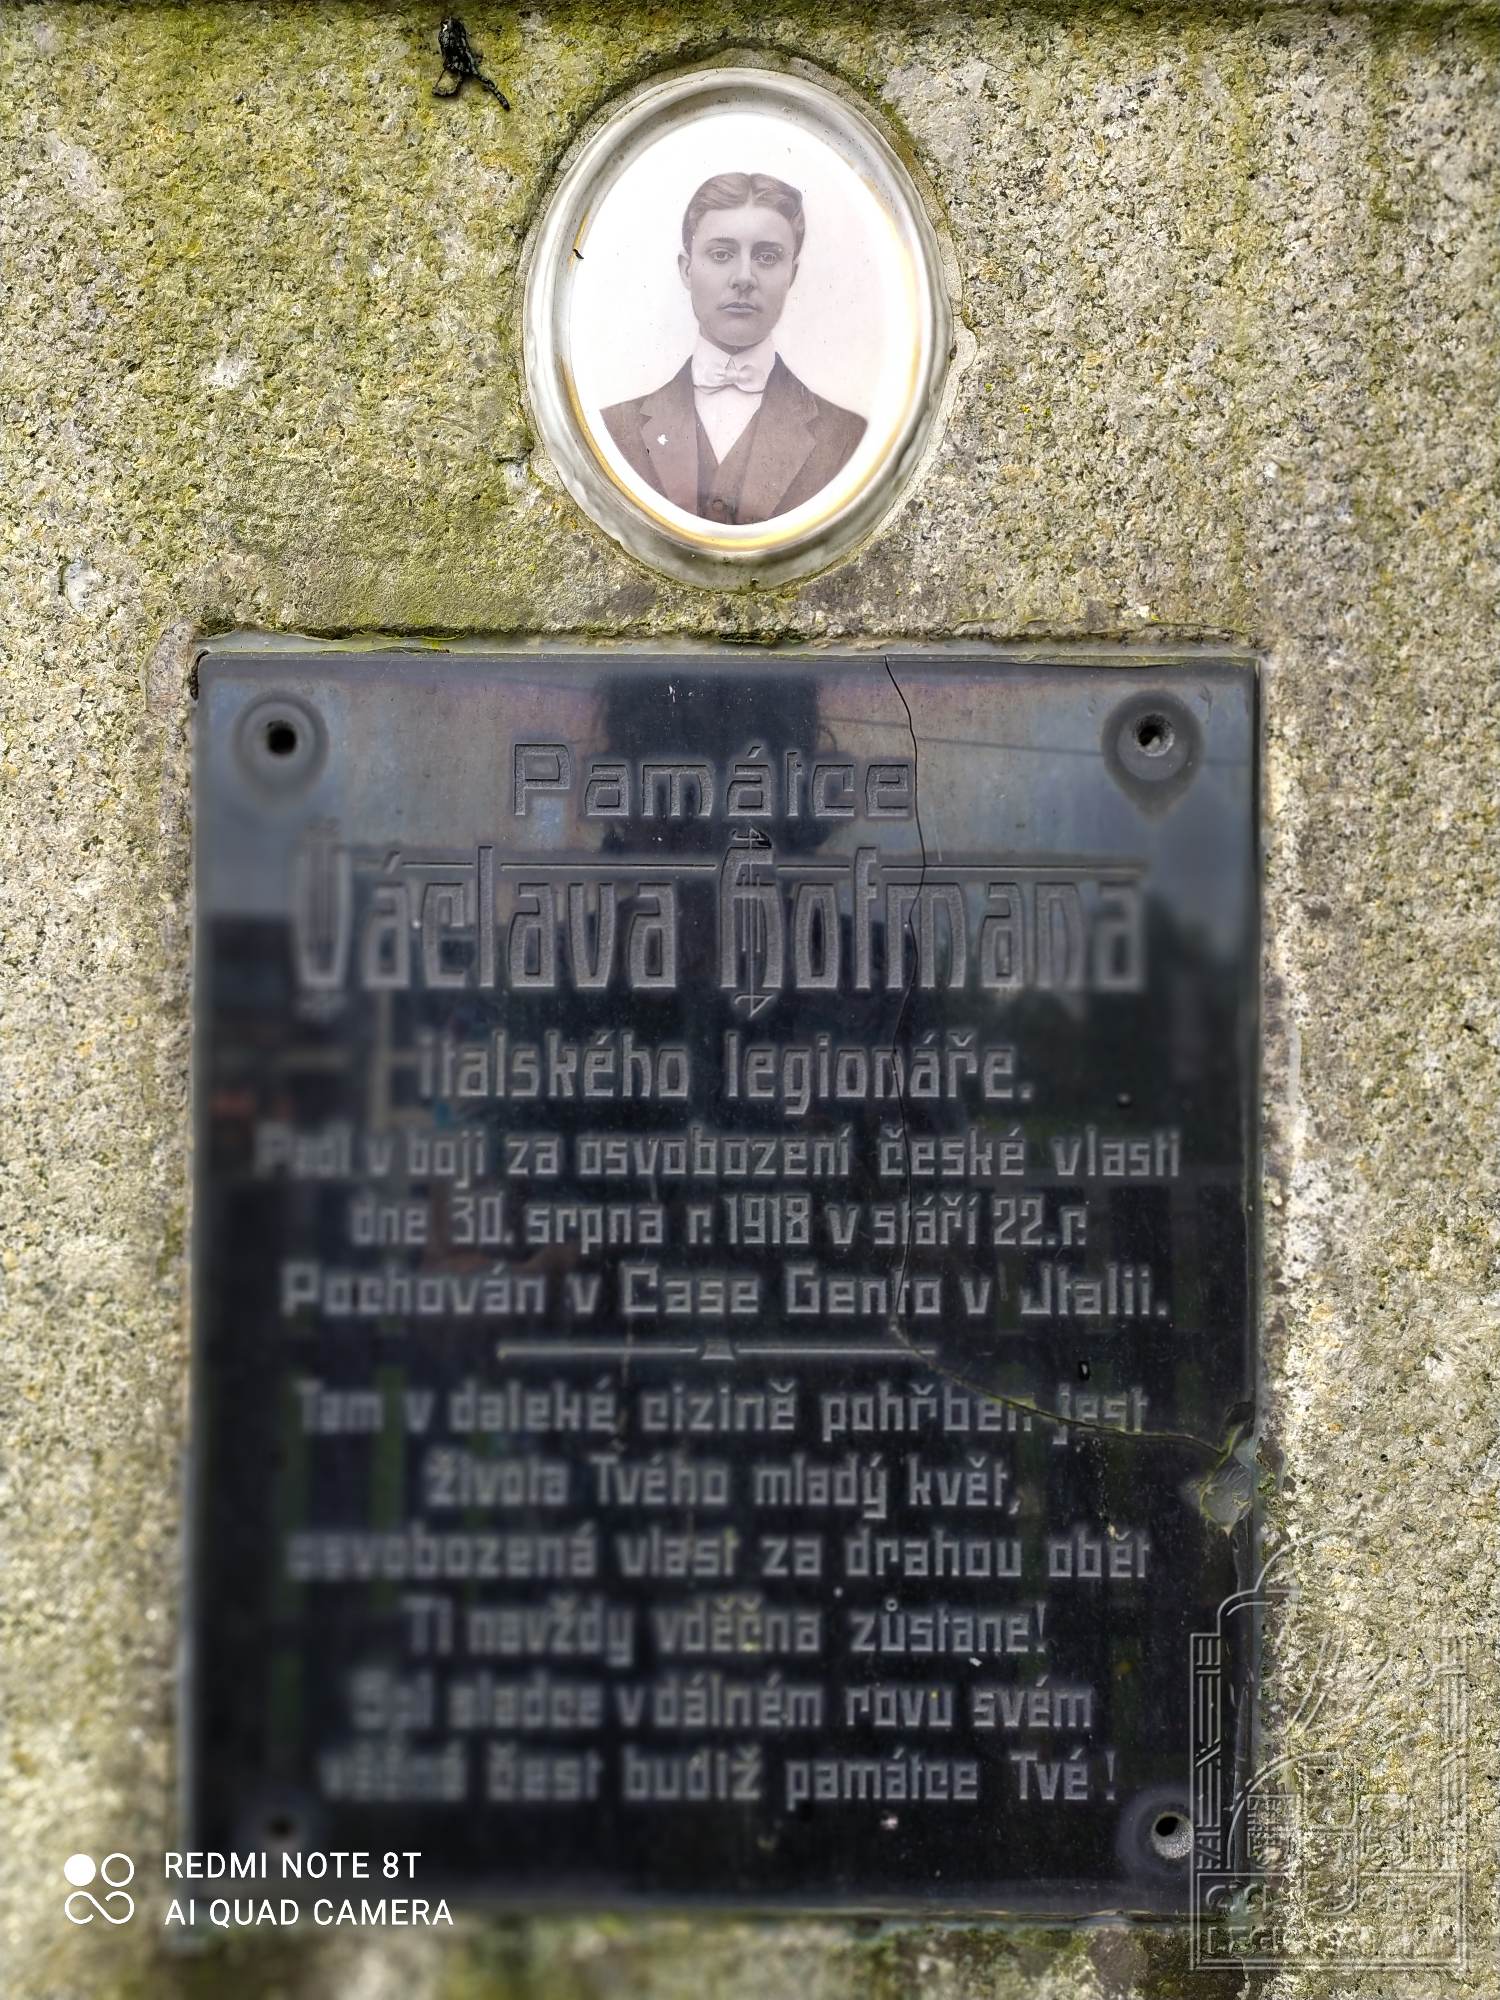 Památce
Václava Hofmana
italského legionáře.
Padl v boji za osvobození české vlasti
dne 30. srpna r. 1918 v stáří 22.r.
Pochován v Case Gento v Jtalii.
Tam v daleké cizině pohřben jest
života Tvého mladý květ,
osvobozená vlast za drahou obět
Ti navždy vděčna zůstane!
Spi sladce v dálném rovu svém
věčná čest budiž památce Tvé!
REDMI NOTE 8T
AI QUAD CAMERA